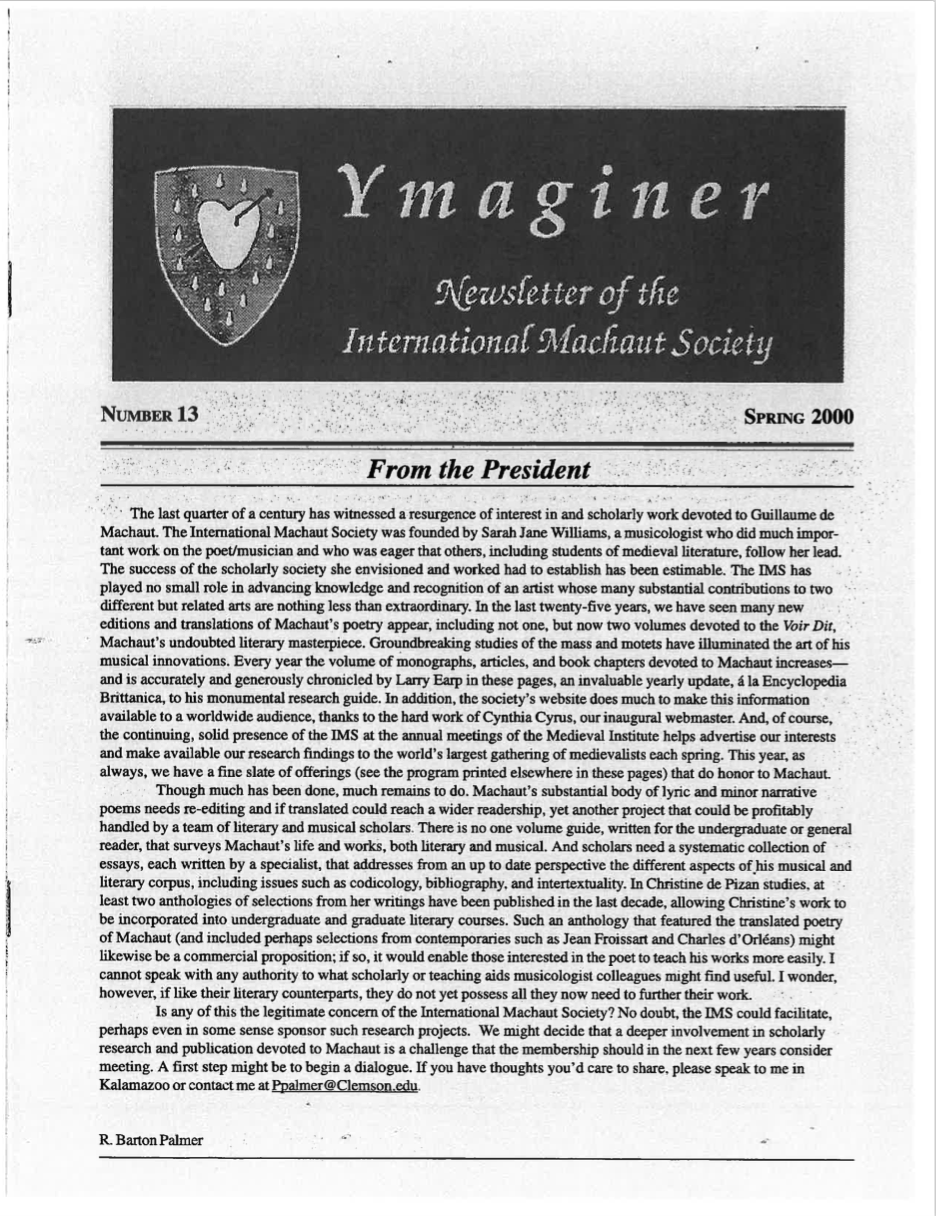 Ymaginer
Newsletter of the
International Machaut Society
NUMBER 13
SPRING 2000
From the President
The last quarter of a century has witnessed a resurgence of interest in and scholarly work devoted to Guillaume de
Machaut. The International Machaut Society was founded by Sarah Jane Williams, a musicologist who did much impor-
tant work on the poet/musician and who was eager that others, including students of medieval literature, follow her lead.
The success of the scholarly society she envisioned and worked had to establish has been estimable. The IMS has
played no small role in advancing knowledge and recognition of an artist whose many substantial contributions to two
different but related arts are nothing less than extraordinary. In the last twenty-five years, we have seen many new
editions and translations of Machaut's poetry appear, including not one, but now two volumes devoted to the Voir Dit,
Machaut's undoubted literary masterpiece. Groundbreaking studies of the mass and motets have illuminated the art of his
musical innovations. Every year the volume of monographs, articles, and book chapters devoted to Machaut increases—
and is accurately and generously chronicled by Larry Earp in these pages, an invaluable yearly update, á la Encyclopedia
Brittanica, to his monumental research guide. In addition, the society's website does much to make this information
available to a worldwide audience, thanks to the hard work of Cynthia Cyrus, our inaugural webmaster. And, of course,
the continuing, solid presence of the IMS at the annual meetings of the Medieval Institute helps advertise our interests
and make available our research findings to the world's largest gathering of medievalists each spring. This year, as
always, we have a fine slate of offerings (see the program printed elsewhere in these pages) that do honor to Machaut.
Though much has been done, much remains to do. Machaut's substantial body of lyric and minor narrative
poems needs re-editing and if translated could reach a wider readership, yet another project that could be profitably
handled by a team of literary and musical scholars. There is no one volume guide, written for the undergraduate or general
reader, that surveys Machaut's life and works, both literary and musical. And scholars need a systematic collection of
essays, each written by a specialist, that addresses from an up to date perspective the different aspects of his musical and
literary corpus, including issues such as codicology, bibliography, and intertextuality. In Christine de Pizan studies, at
least two anthologies of selections from her writings have been published in the last decade, allowing Christine's work to
be incorporated into undergraduate and graduate literary courses. Such an anthology that featured the translated poetry
of Machaut (and included perhaps selections from contemporaries such as Jean Froissart and Charles d'Orléans) might
likewise be a commercial proposition; if so, it would enable those interested in the poet to teach his works more easily. I
cannot speak with any authority to what scholarly or teaching aids musicologist colleagues might find useful. I wonder,
however, if like their literary counterparts, they do not yet possess all they now need to further their work.
Is any of this the legitimate concern of the International Machaut Society? No doubt, the IMS could facilitate,
perhaps even in some sense sponsor such research projects. We might decide that a deeper involvement in scholarly
research and publication devoted to Machaut is a challenge that the membership should in the next few years consider
meeting. A first step might be to begin a dialogue. If you have thoughts you'd care to share, please speak to me in
Kalamazoo or contact me at Ppalmer@Clemson.edu.
R. Barton Palmer